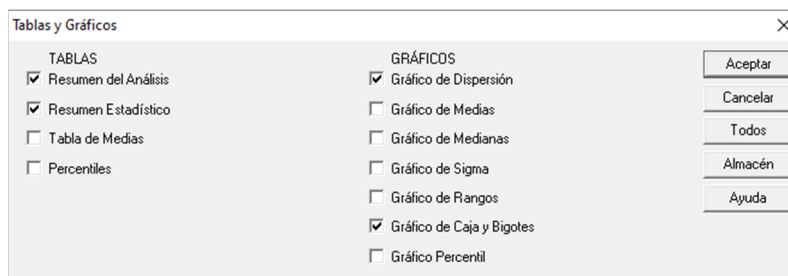 Tablas y Gráficos
TABLAS
Resumen del Análisis
Resumen Estadístico
Tabla de Medias
Percentiles
GRÁFICOS
Gráfico de Dispersión
Gráfico de Medias
Gráfico de Medianas
Gráfico de Sigma
Gráfico de Rangos
Gráfico de Caja y Bigotes
Gráfico Percentil
Aceptar
Cancelar
Todos
Almacén
Ayuda